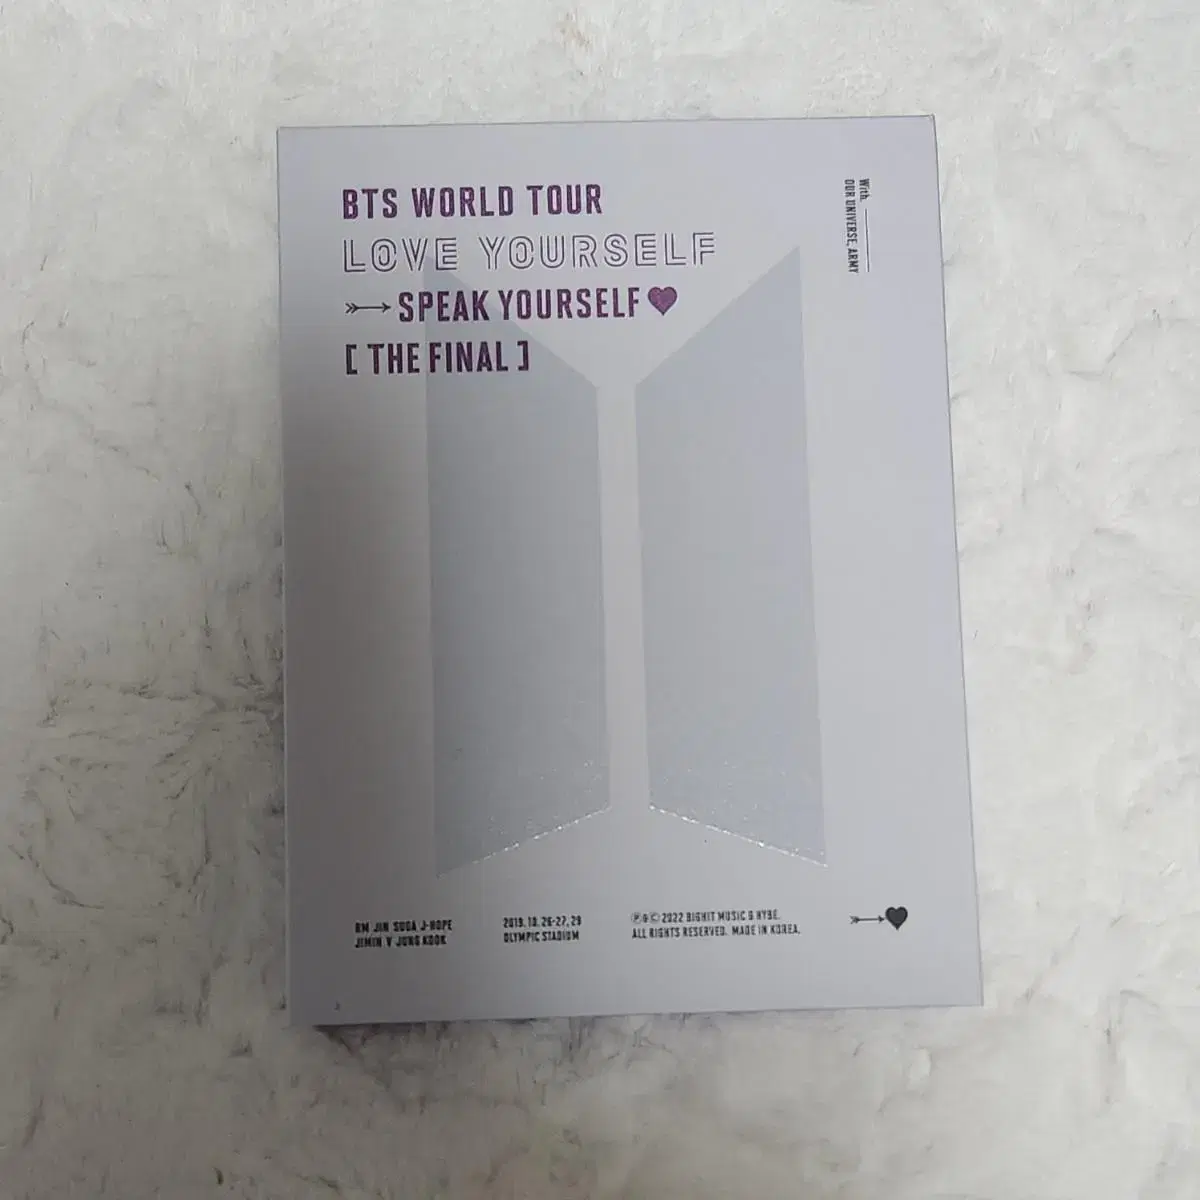 BTS WORLD TOUR
LOVE YOURSELF
SPEAK YOURSELF
[ THE FINAL ]
With.
OUR UNIVERSE, ARMY
RM JIN SUGA J-HOPE
JIMIN V JUNG KOOK
2019. 10. 26-27, 29
OLYMPIC STADIUM
Ⓟ&© 2022 BIGHIT MUSIC & HYBE.
ALL RIGHTS RESERVED. MADE IN KOREA.